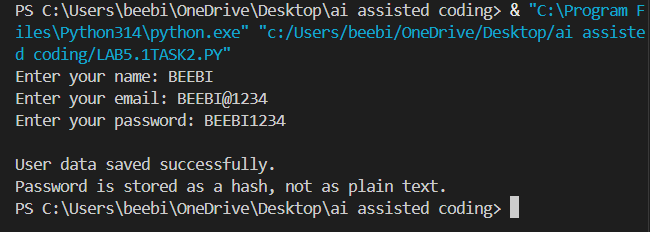 PS C:\Users\beebi\OneDrive\Desktop\ai assisted coding> & "C:\Program F
iles\Python314\python.exe" "c:/Users/beebi/OneDrive/Desktop/ai assiste
d coding/LAB5.1TASK2.PY"
Enter your name: BEEBI
Enter your email: BEEBI@1234
Enter your password: BEEBI1234

User data saved successfully.
Password is stored as a hash, not as plain text.
PS C:\Users\beebi\OneDrive\Desktop\ai assisted coding>